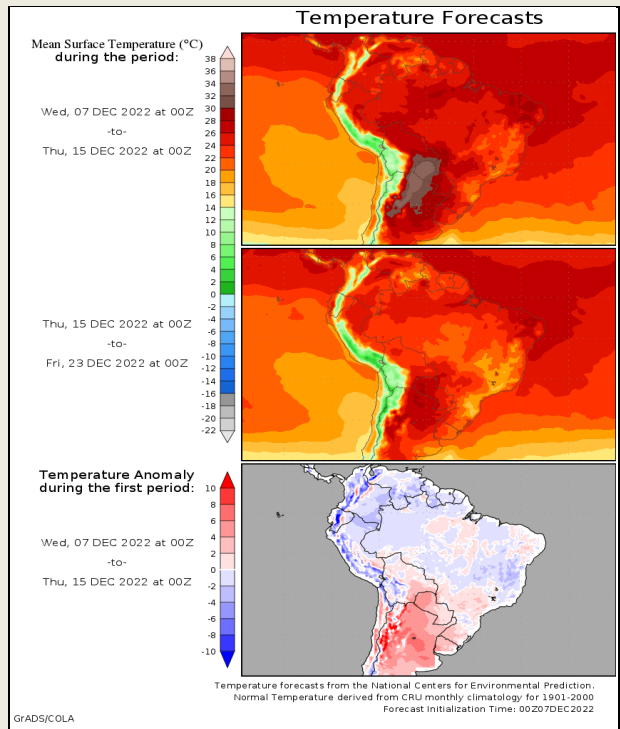 Temperature Forecasts
Mean Surface Temperature (°C)
during the period:
Wed, 07 DEC 2022 at 00Z
-to-
Thu, 15 DEC 2022 at 00Z
38
36
34
32
30
28
26
24
22
20
18
16
14
12
10
8
6
4
2
0
-2
-4
-6
-8
-10
-12
-14
-16
-18
-20
-22
Thu, 15 DEC 2022 at 00Z
-to-
Fri, 23 DEC 2022 at 00Z
Temperature Anomaly
during the first period:
Wed, 07 DEC 2022 at 00Z
-to-
Thu, 15 DEC 2022 at 00Z
10
8
6
4
2
0
-2
-4
-6
-8
-10
Temperature forecasts from the National Centers for Environmental Prediction.
Normal Temperature derived from CRU monthly climatology for 1901-2000
Forecast Initialization Time: 00Z07DEC2022
GrADS/COLA